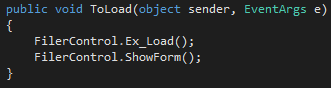 public void ToLoad(object sender, EventArgs e)
{
    FilerControl.Ex_Load();
    FilerControl.ShowForm();
}